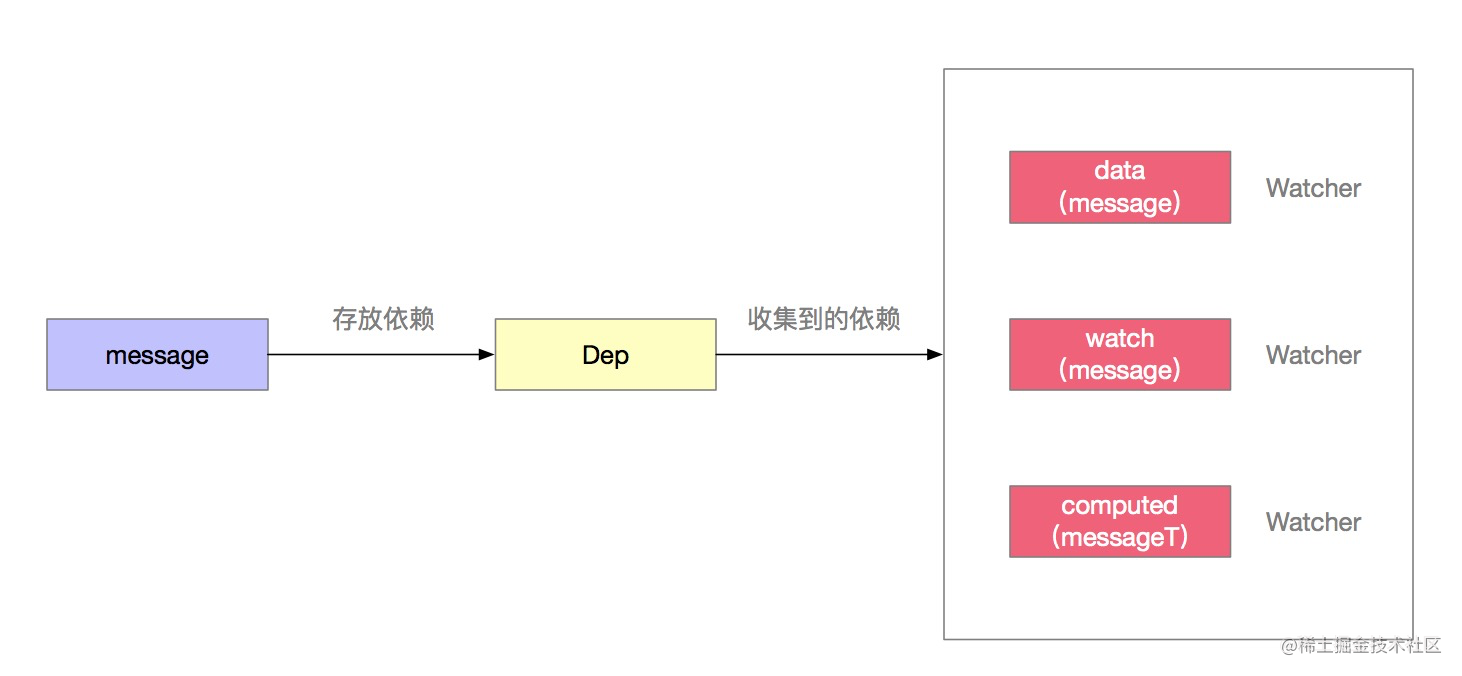 message
存放依赖
Dep
收集到的依赖
data
(message)
Watcher
watch
(message)
Watcher
computed
(messageT)
Watcher
@稀土掘金技术社区